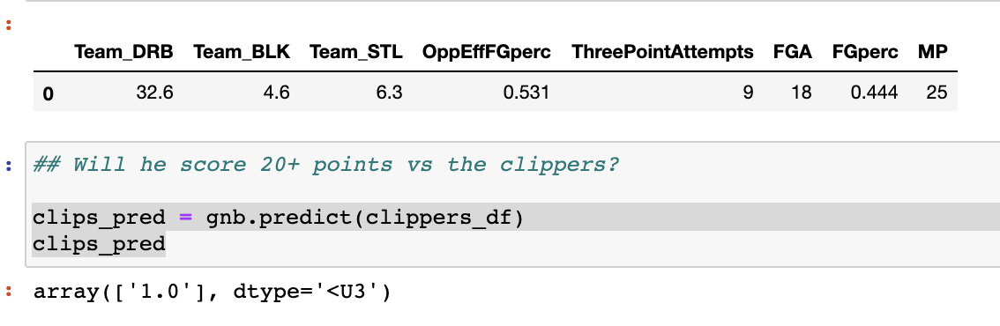 :
Team_DRB Team_BLK Team_STL OppEffFGperc ThreePointAttempts FGA FGperc MP
0 32.6 4.6 6.3 0.531 9 18 0.444 25
: ## Will he score 20+ points vs the clippers?
clips_pred = gnb.predict(clippers_df)
clips_pred
: array(['1.0'], dtype='<U3')